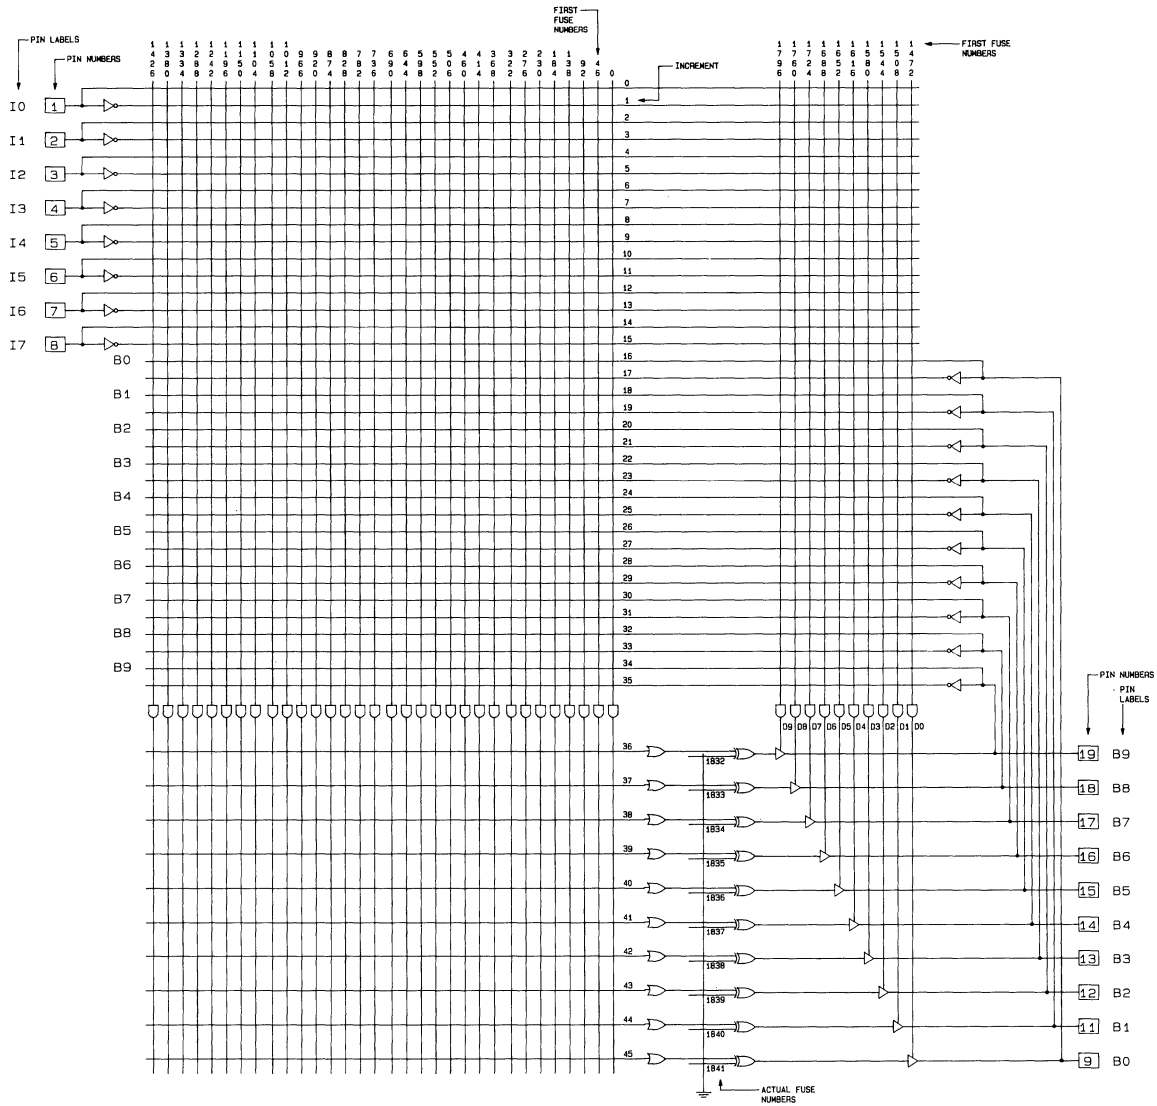 FIRST
FUSE
NUMBERS
PIN LABELS
PIN NUMBERS
1426 1380 1334 1288 1242 1196 1150 1104 1058 1012 966 920 874 828 782 736 690 644 598 552 506 460 414 368 322 276 230 184 138 92 46 0
1796 1760 1724 1688 1652 1616 1580 1544 1508 1472
FIRST FUSE
NUMBERS
INCREMENT
0
I0 1 1
2
I1 2 3
4
I2 3 5
6
I3 4 7
8
I4 5 9
10
I5 6 11
12
I6 7 13
14
I7 8 15
B0 16
17
B1 18
19
B2 20
21
B3 22
23
B4 24
25
B5 26
27
B6 28
29
B7 30
31
B8 32
33
B9 34
35
PIN NUMBERS
PIN
LABELS
D9 D8 D7 D6 D5 D4 D3 D2 D1 D0
36 1832 19 B9
37 1833 18 B8
38 1834 17 B7
39 1835 16 B6
40 1836 15 B5
41 1837 14 B4
42 1838 13 B3
43 1839 12 B2
44 1840 11 B1
45 1841 9 B0
ACTUAL FUSE
NUMBERS